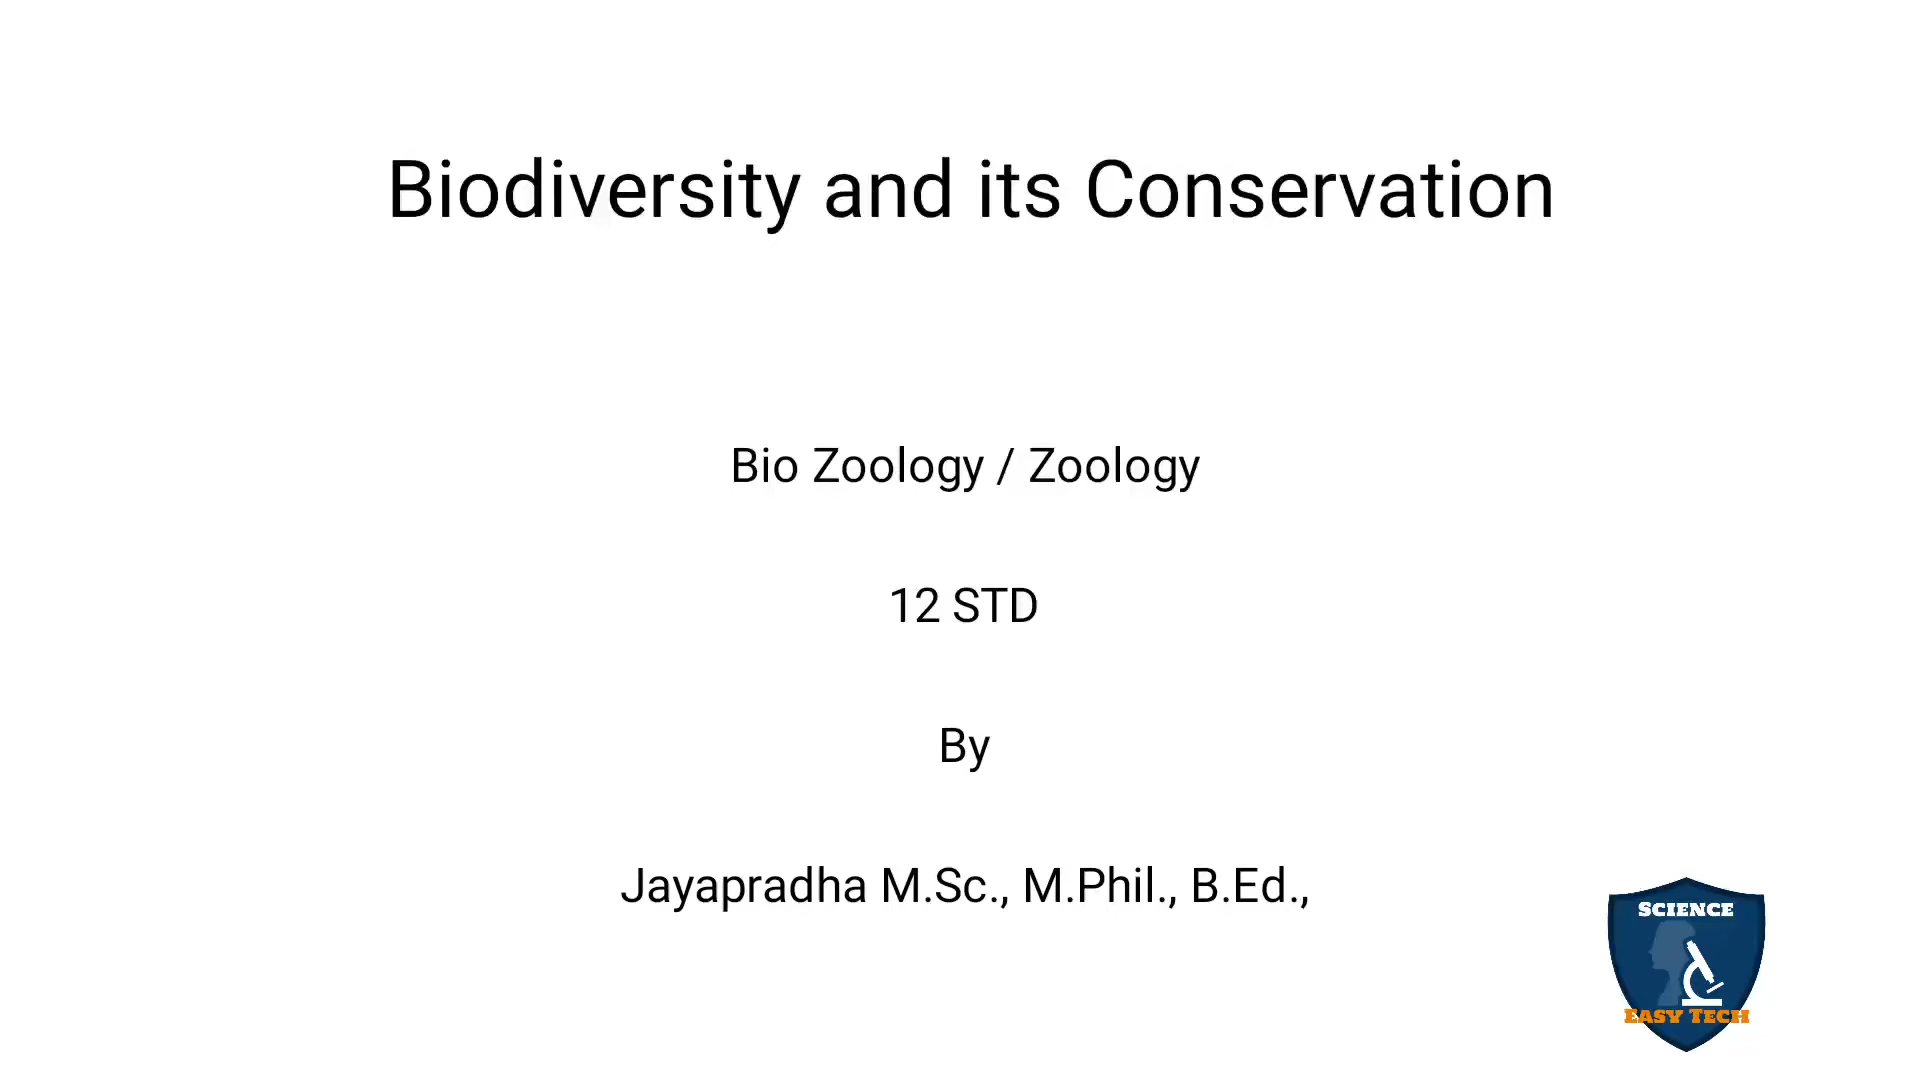 Biodiversity and its Conservation
Bio Zoology / Zoology
12 STD
By
Jayapradha M.Sc., M.Phil., B.Ed.,
SCIENCE
EASY TECH